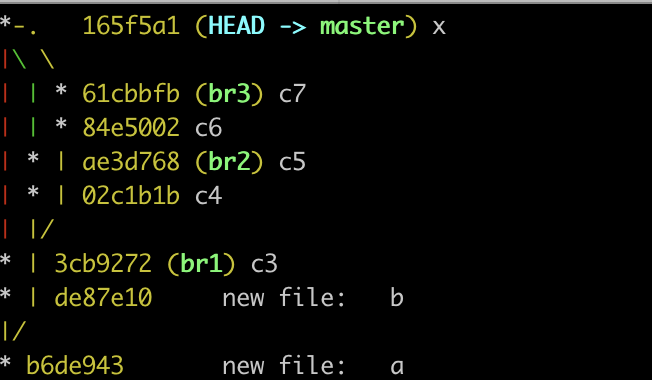 *-.   165f5a1 (HEAD -> master) x
|\ \
| | * 61cbbfb (br3) c7
| | * 84e5002 c6
| * | ae3d768 (br2) c5
| * | 02c1b1b c4
| |/
* | 3cb9272 (br1) c3
* | de87e10     new file:   b
|/
* b6de943       new file:   a